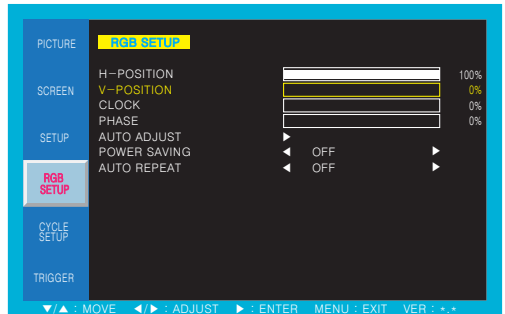 PICTURE
SCREEN
SETUP
RGB
SETUP
CYCLE
SETUP
TRIGGER
RGB SETUP
H-POSITION 100%
V-POSITION 0%
CLOCK 0%
PHASE 0%
AUTO ADJUST ▶
POWER SAVING ◀ OFF ▶
AUTO REPEAT ◀ OFF ▶
▼/▲ : MOVE ◀/▶ : ADJUST ▶ : ENTER MENU : EXIT VER : *.*